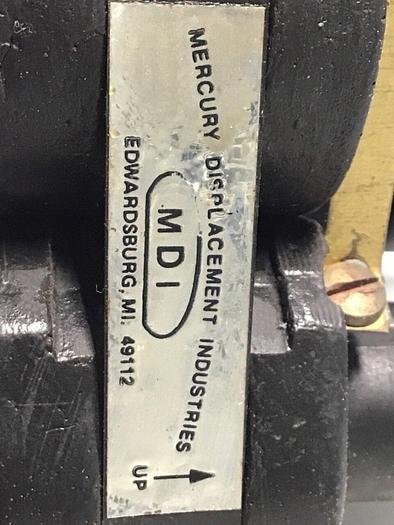 MERCURY DISPLACEMENT INDUSTRIES
MDI
EDWARDSBURG, MI. 49112
UP